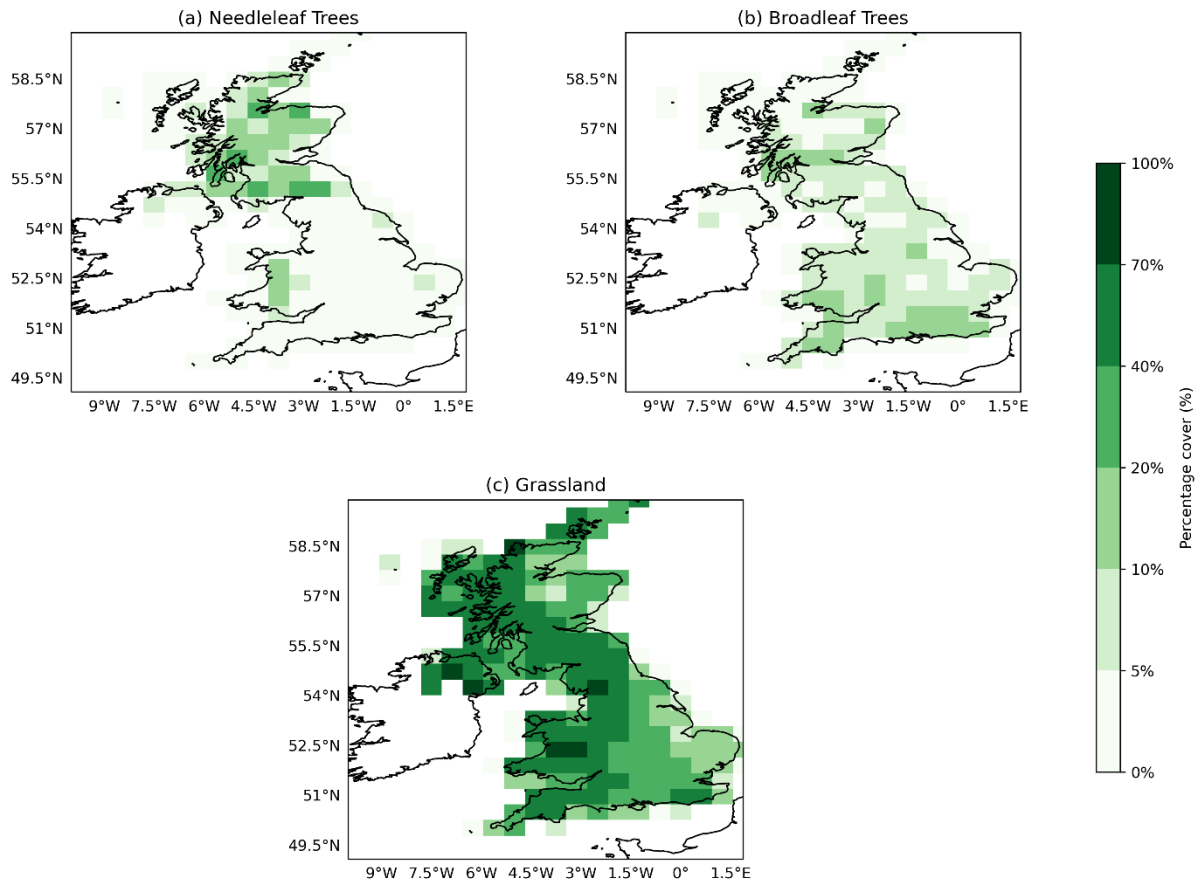 (a) Needleleaf Trees
(b) Broadleaf Trees
58.5°N
57°N
55.5°N
54°N
52.5°N
51°N
49.5°N
9°W 7.5°W 6°W 4.5°W 3°W 1.5°W 0° 1.5°E
58.5°N
57°N
55.5°N
54°N
52.5°N
51°N
49.5°N
9°W 7.5°W 6°W 4.5°W 3°W 1.5°W 0° 1.5°E
(c) Grassland
58.5°N
57°N
55.5°N
54°N
52.5°N
51°N
49.5°N
9°W 7.5°W 6°W 4.5°W 3°W 1.5°W 0° 1.5°E
100%
70%
40%
20%
10%
5%
0%
Percentage cover (%)